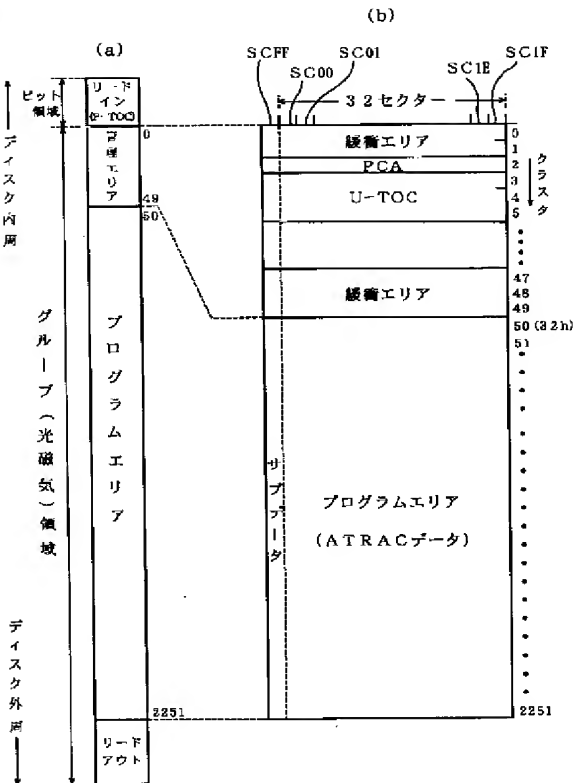 (b)
(a)
SCFF
SC00
SC01
SC1E
SC1F
32セクター
ピット
領域
リード
イン
(P-TOC)
管理エリア
0
49
50
ディスク内周
グルーブ(光磁気)領域
プログラムエリア
ディスク外周
2251
リード
アウト
緩衝エリア
PCA
U-TOC
緩衝エリア
サブデータ
プログラムエリア
(ATRACデータ)
0
1
2
3
4
5
クラスタ
47
48
49
50(32h)
51
2251